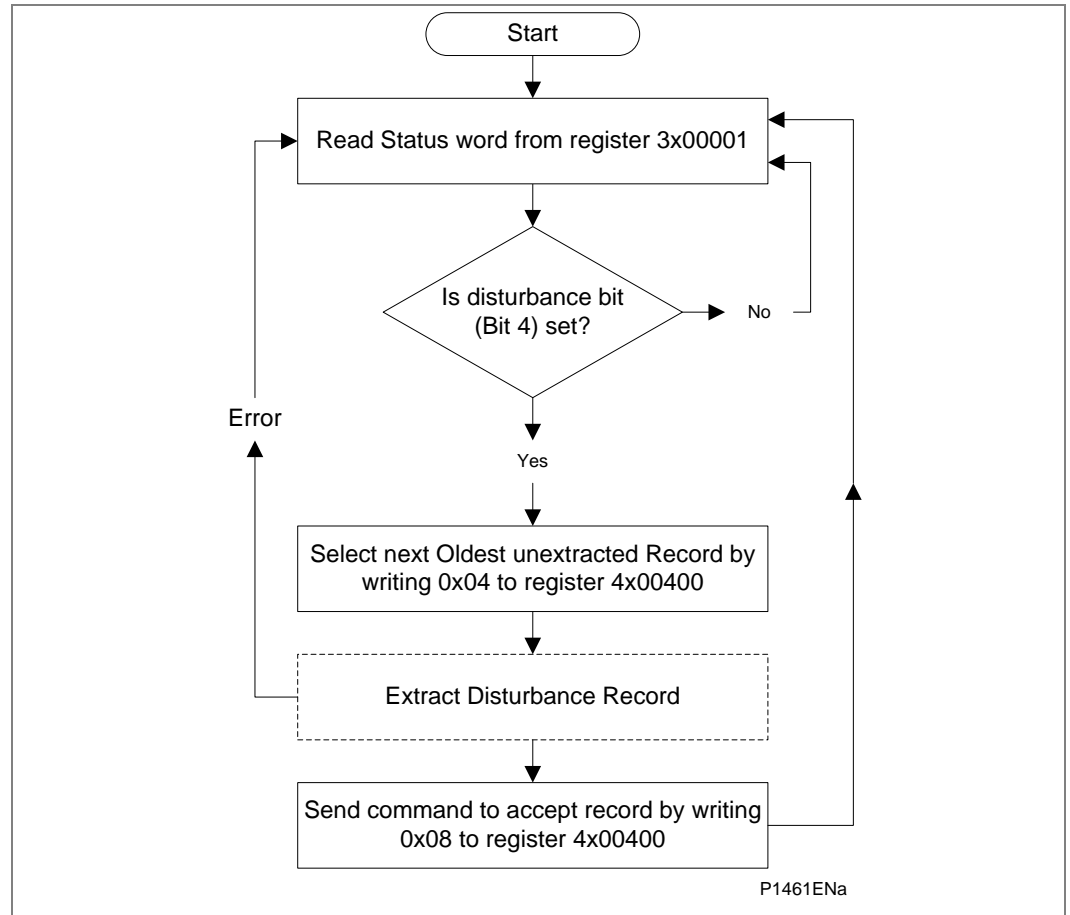 Start
Read Status word from register 3x00001
Is disturbance bit
(Bit 4) set?
No
Error
Yes
Select next Oldest unextracted Record by
writing 0x04 to register 4x00400
Extract Disturbance Record
Send command to accept record by writing
0x08 to register 4x00400
P1461ENa